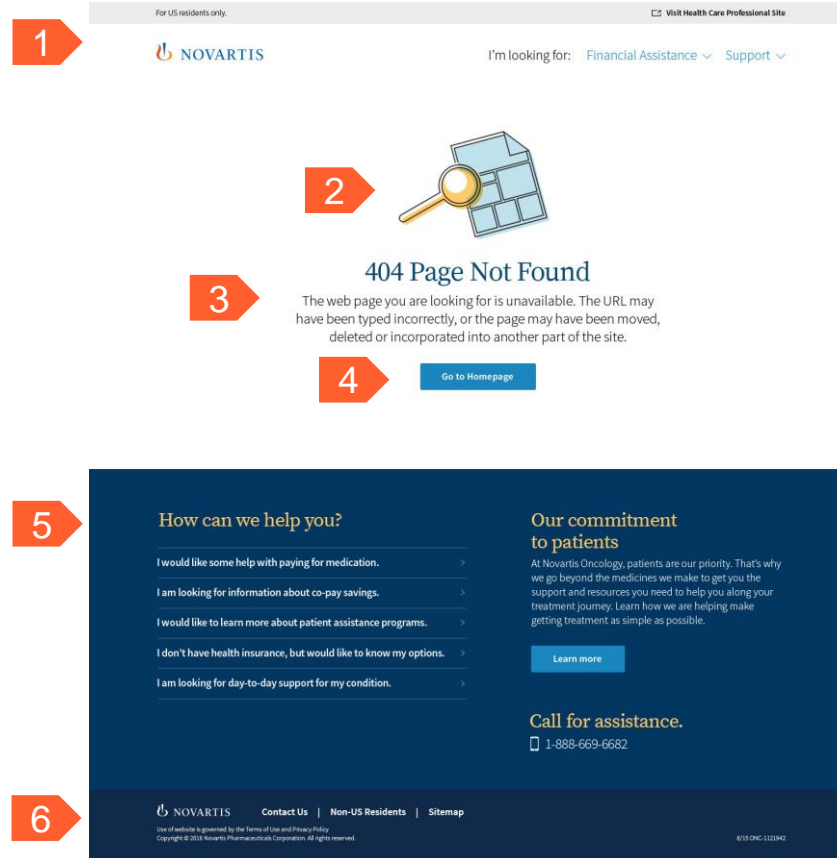 For US residents only.
Visit Health Care Professional Site
1
NOVARTIS
I'm looking for:
Financial Assistance
Support
2
404 Page Not Found
3
The web page you are looking for is unavailable. The URL may
have been typed incorrectly, or the page may have been moved,
deleted or incorporated into another part of the site.
4
Go to Homepage
5
How can we help you?
I would like some help with paying for medication.
I am looking for information about co-pay savings.
I would like to learn more about patient assistance programs.
I don't have health insurance, but would like to know my options.
I am looking for day-to-day support for my condition.
Our commitment
to patients
At Novartis Oncology, patients are our priority. That's why
we go beyond the medicines we make to get you the
support and resources you need to help you along your
treatment journey. Learn how we are helping make
getting treatment as simple as possible.
Learn more
Call for assistance.
1-888-669-6682
6
NOVARTIS
Contact Us | Non-US Residents | Sitemap
Use of website is governed by the Terms of Use and Privacy Policy
Copyright © 2016 Novartis Pharmaceuticals Corporation. All rights reserved.
8/15 ONC-1121942